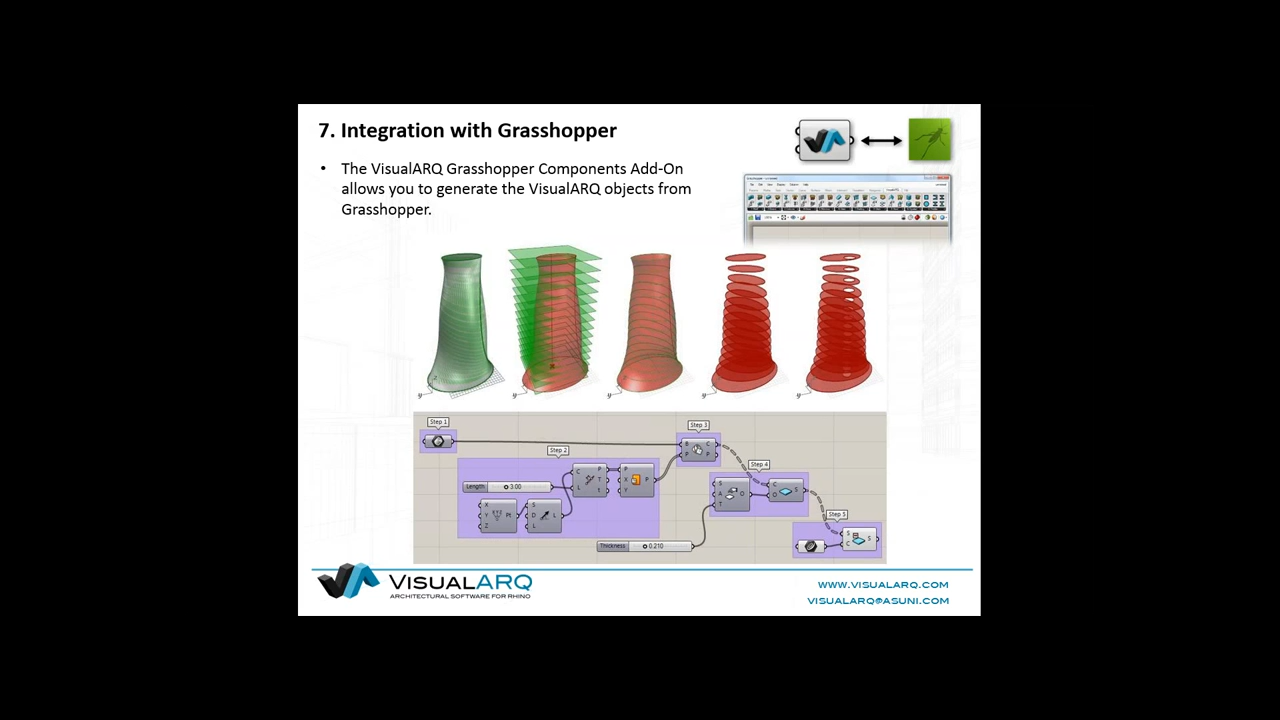 7. Integration with Grasshopper
• The VisualARQ Grasshopper Components Add-On
allows you to generate the VisualARQ objects from
Grasshopper.
y
y
y
y
y
Step 1
Step 2
Step 3
Step 4
Step 5
Length
3.00
Thickness
0.210
X
Y
Z
Pt
S
D
L
L
C
L
P
T
t
P
X
Y
P
B
P
C
P
S
A
T
O
C
O
S
S
C
S
VISUALARQ
ARCHITECTURAL SOFTWARE FOR RHINO
WWW.VISUALARQ.COM
VISUALARQ@ASUNI.COM